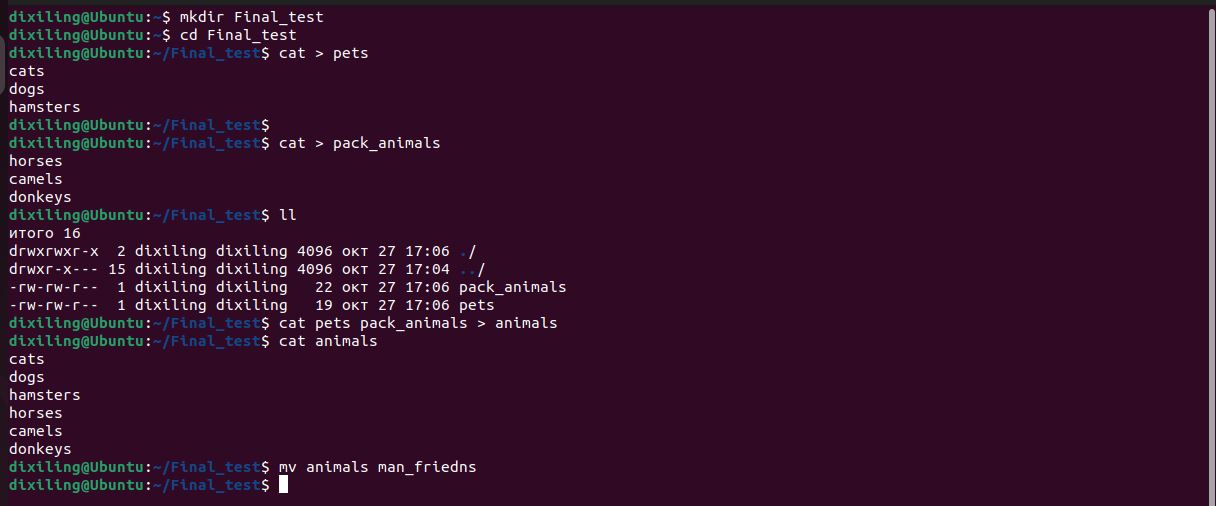 dixiling@Ubuntu:~$ mkdir Final_test
dixiling@Ubuntu:~$ cd Final_test
dixiling@Ubuntu:~/Final_test$ cat > pets
cats
dogs
hamsters
dixiling@Ubuntu:~/Final_test$
dixiling@Ubuntu:~/Final_test$ cat > pack_animals
horses
camels
donkeys
dixiling@Ubuntu:~/Final_test$ ll
итого 16
drwxrwxr-x  2 dixiling dixiling 4096 окт 27 17:06 ./
drwxr-x--- 15 dixiling dixiling 4096 окт 27 17:04 ../
-rw-rw-r--  1 dixiling dixiling   22 окт 27 17:06 pack_animals
-rw-rw-r--  1 dixiling dixiling   19 окт 27 17:06 pets
dixiling@Ubuntu:~/Final_test$ cat pets pack_animals > animals
dixiling@Ubuntu:~/Final_test$ cat animals
cats
dogs
hamsters
horses
camels
donkeys
dixiling@Ubuntu:~/Final_test$ mv animals man_friedns
dixiling@Ubuntu:~/Final_test$